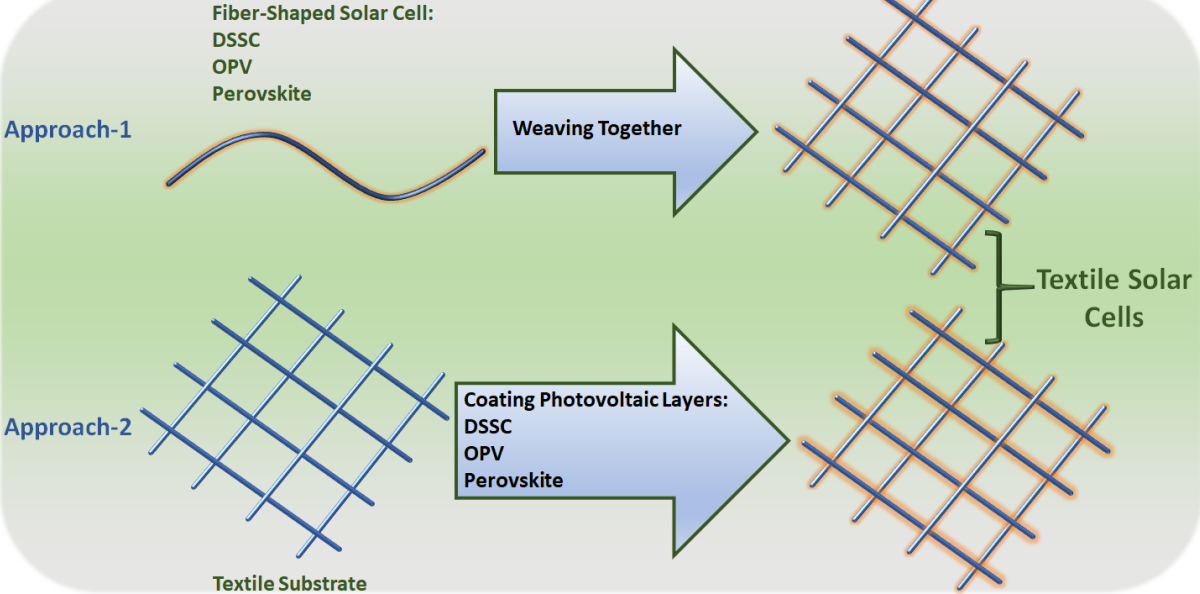 Fiber-Shaped Solar Cell:
DSSC
OPV
Perovskite
Approach-1
Weaving Together
Textile Solar
Cells
Approach-2
Coating Photovoltaic Layers:
DSSC
OPV
Perovskite
Textile Substrate